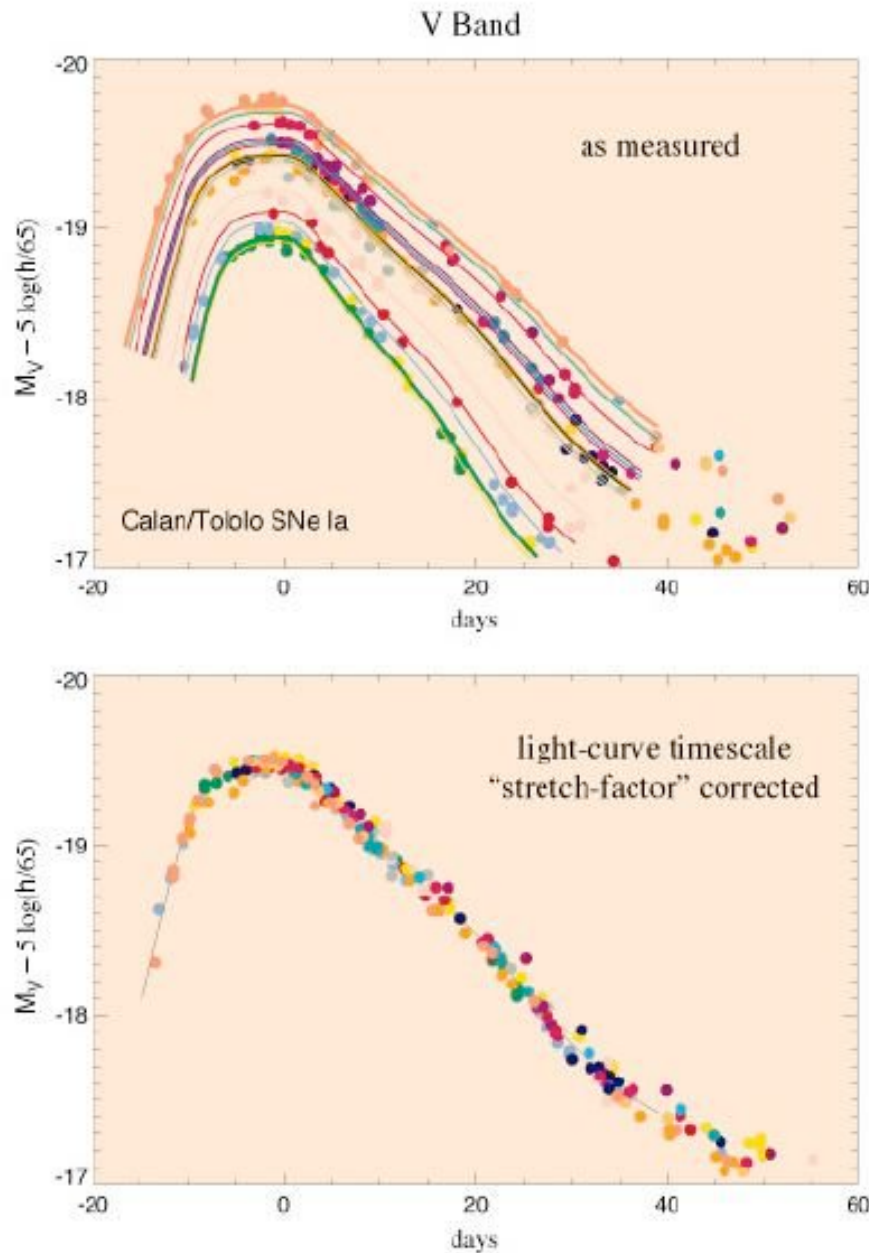 V Band
-20
-19
-18
-17
M_V – 5 log(h/65)
as measured
Calan/Tololo SNe Ia
-20 0 20 40 60
days
-20
-19
-18
-17
M_V – 5 log(h/65)
light-curve timescale
“stretch-factor” corrected
-20 0 20 40 60
days